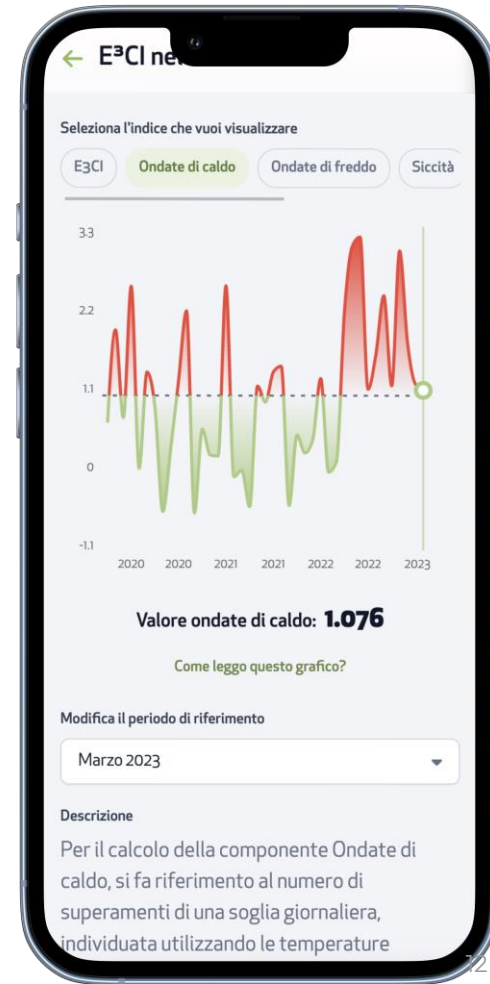 ← E³CI ne
Seleziona l'indice che vuoi visualizzare
E3CI Ondate di caldo Ondate di freddo Siccità
3.3
2.2
1.1
0
-1.1
2020 2020 2021 2021 2022 2022 2023
Valore ondate di caldo: 1.076
Come leggo questo grafico?
Modifica il periodo di riferimento
Marzo 2023
Descrizione
Per il calcolo della componente Ondate di
caldo, si fa riferimento al numero di
superamenti di una soglia giornaliera,
individuata utilizzando le temperature
12